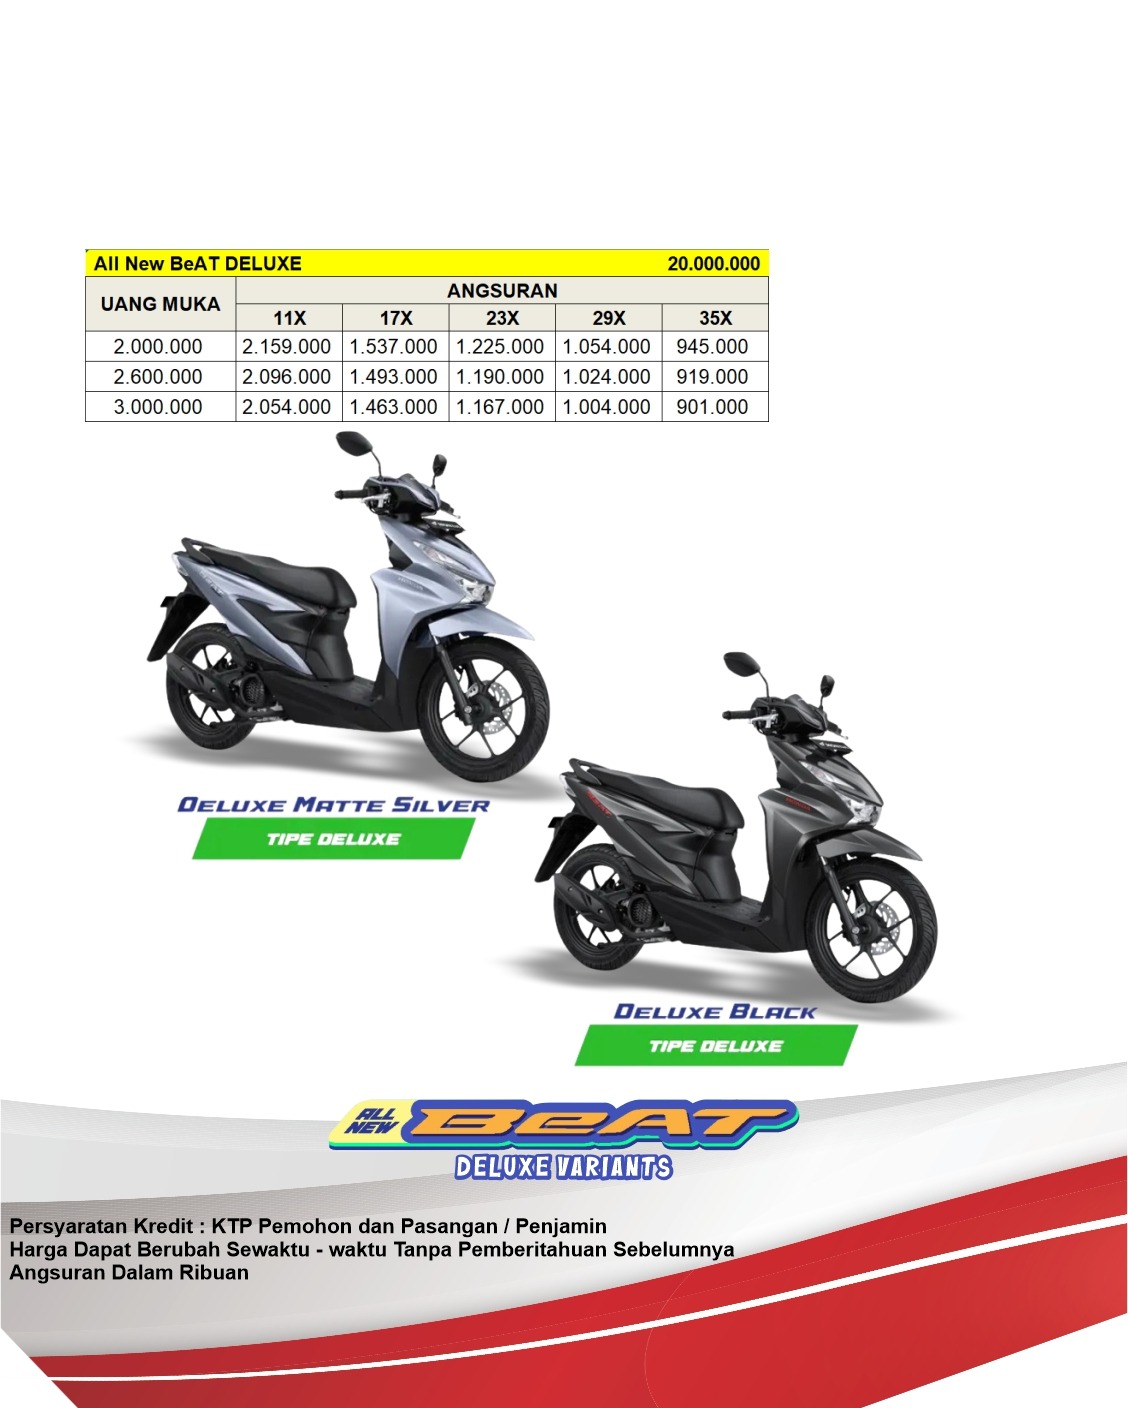 All New BeAT DELUXE 20.000.000
UANG MUKA ANGSURAN
11X 17X 23X 29X 35X
2.000.000 2.159.000 1.537.000 1.225.000 1.054.000 945.000
2.600.000 2.096.000 1.493.000 1.190.000 1.024.000 919.000
3.000.000 2.054.000 1.463.000 1.167.000 1.004.000 901.000
DELUXE MATTE SILVER
TIPE DELUXE
DELUXE BLACK
TIPE DELUXE
ALL NEW BeAT
DELUXE VARIANTS
Persyaratan Kredit : KTP Pemohon dan Pasangan / Penjamin
Harga Dapat Berubah Sewaktu - waktu Tanpa Pemberitahuan Sebelumnya
Angsuran Dalam Ribuan